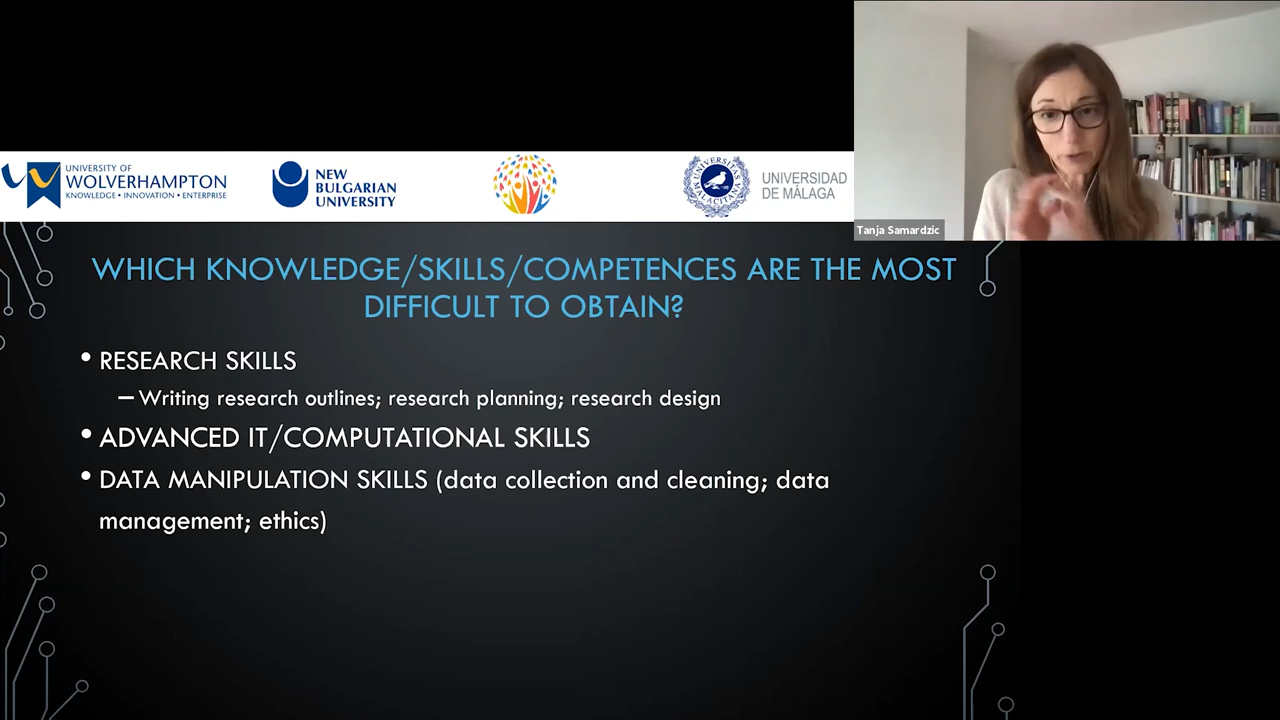 UNIVERSITY OF
WOLVERHAMPTON
KNOWLEDGE • INNOVATION • ENTERPRISE
NEW
BULGARIAN
UNIVERSITY
UNIVERSIDAD
DE MÁLAGA
Tanja Samardzic
WHICH KNOWLEDGE/SKILLS/COMPETENCES ARE THE MOST
DIFFICULT TO OBTAIN?
• RESEARCH SKILLS
– Writing research outlines; research planning; research design
• ADVANCED IT/COMPUTATIONAL SKILLS
• DATA MANIPULATION SKILLS (data collection and cleaning; data
management; ethics)